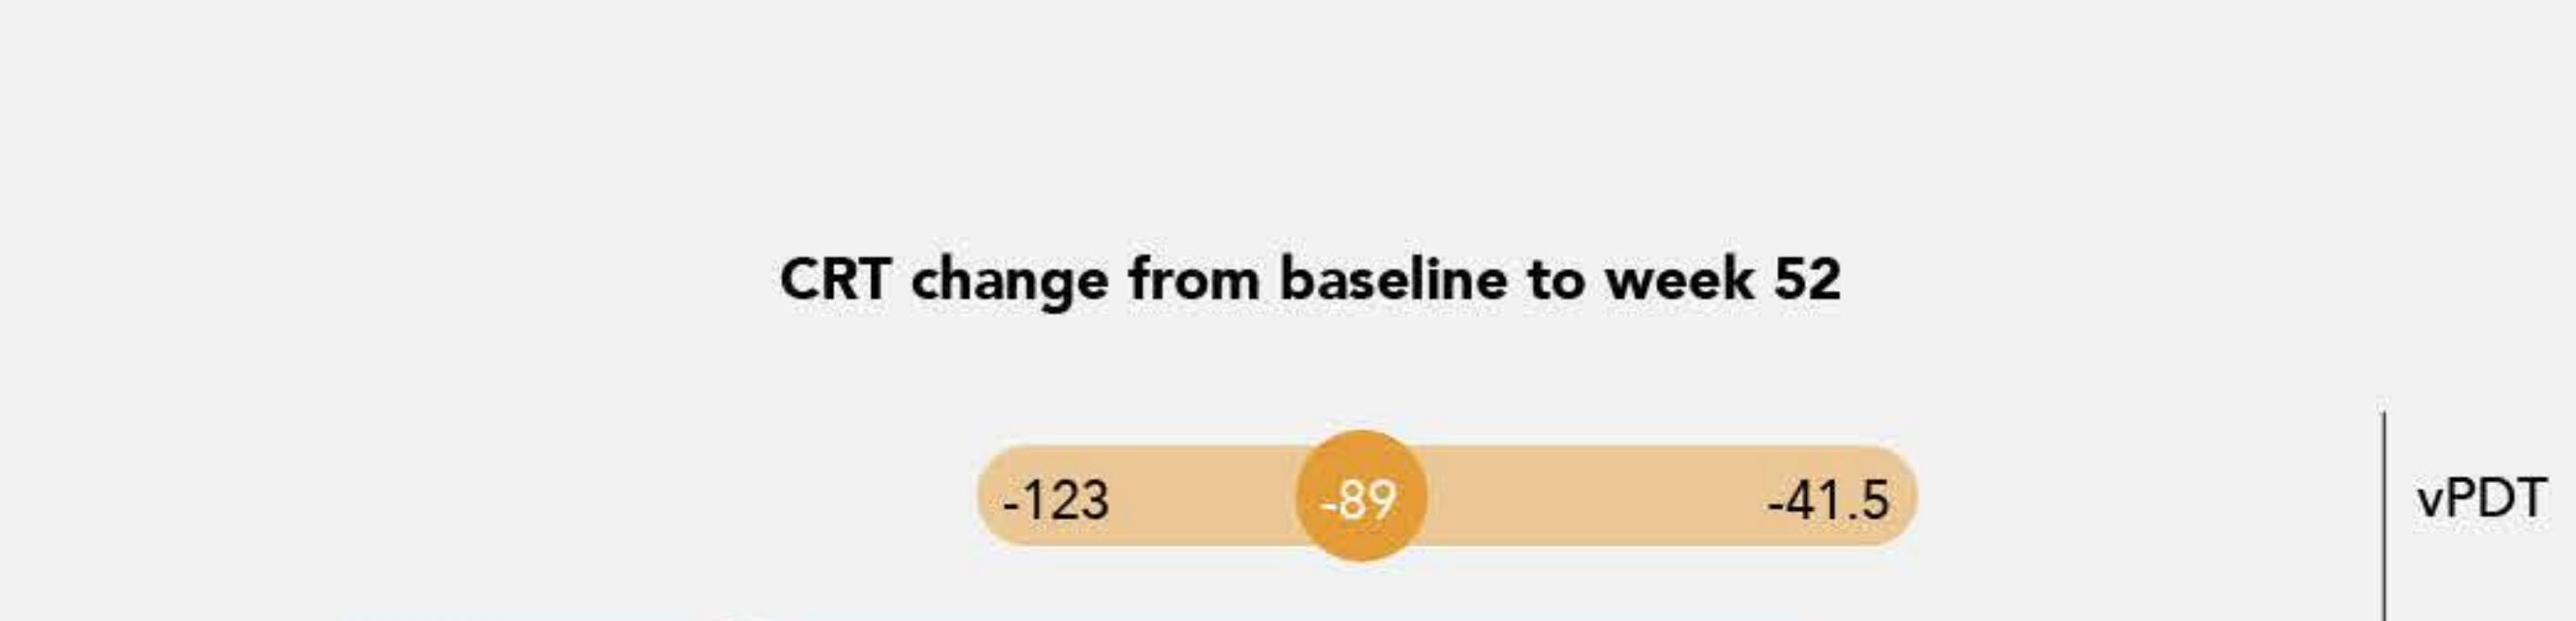 CRT change from baseline to week 52
-123 -89 -41.5 vPDT